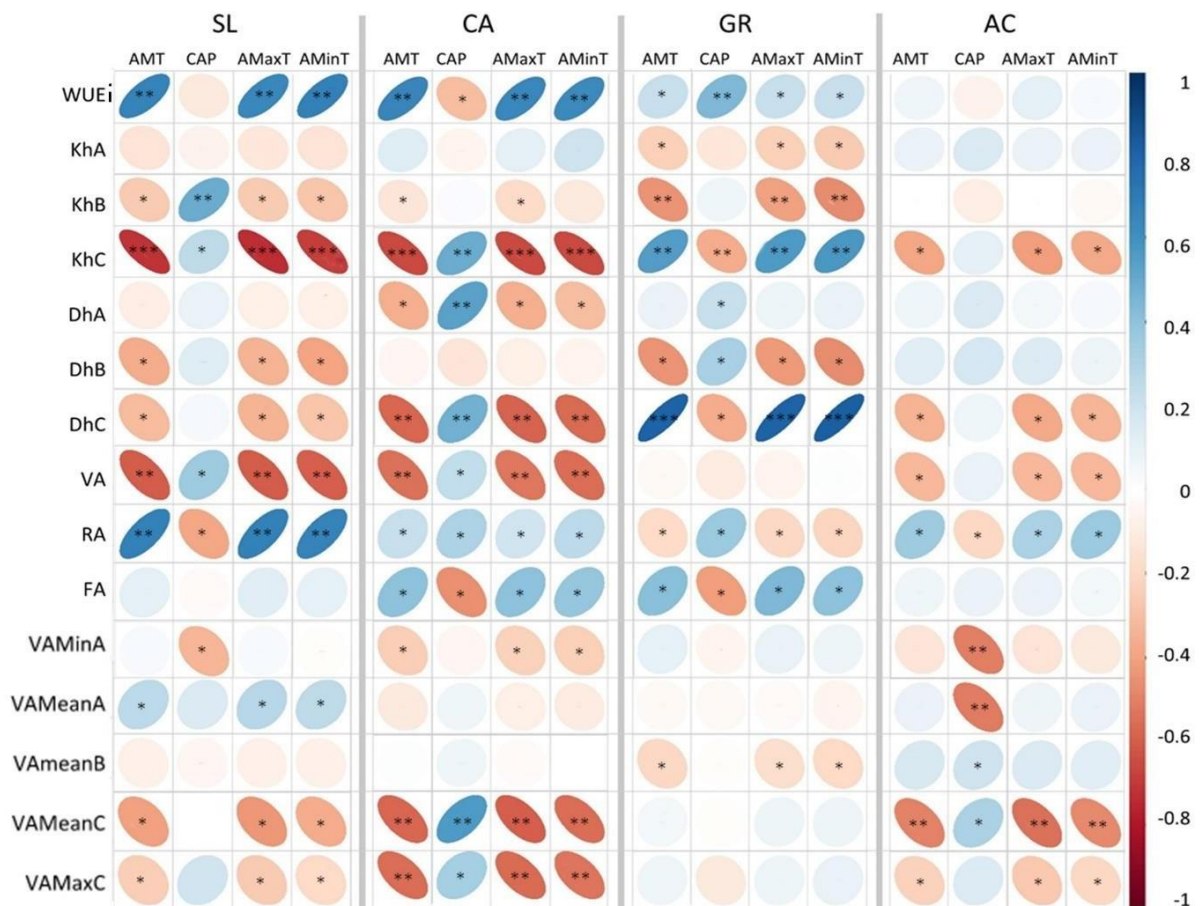 SL CA GR AC
AMT CAP AMaxT AMinT AMT CAP AMaxT AMinT AMT CAP AMaxT AMinT AMT CAP AMaxT AMinT
WUEi ** ** ** ** * ** ** * ** * *
KhA * * *
KhB * ** * * * * ** ** **
KhC *** * *** *** *** ** *** *** ** ** ** ** * * *
DhA * ** * * *
DhB * * * * * * *
DhC * * * ** ** ** ** *** * *** *** * * *
VA ** * ** ** ** * ** ** * * *
RA ** * ** ** * * * * * * * * * * * *
FA * * * * * * * *
VAMinA * * * * **
VAMeanA * * * **
VAmeanB * * * *
VAMeanC * * * ** ** ** ** ** * ** **
VAMaxC * * * ** * ** ** * * *
1
0.8
0.6
0.4
0.2
0
-0.2
-0.4
-0.6
-0.8
-1